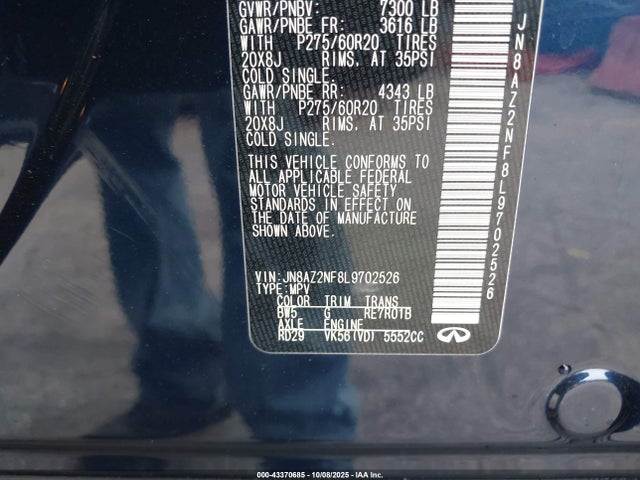 GVWR/PNBV: 7300 LB
GAWR/PNBE FR: 3616 LB
WITH P275/60R20 TIRES
20X8J RIMS. AT 35PSI
COLD SINGLE.
GAWR/PNBE RR: 4343 LB
WITH P275/60R20 TIRES
20X8J RIMS. AT 35PSI
COLD SINGLE.
THIS VEHICLE CONFORMS TO
ALL APPLICABLE FEDERAL
MOTOR VEHICLE SAFETY
STANDARDS IN EFFECT ON
THE DATE OF MANUFACTURE
SHOWN ABOVE.
VIN: JN8AZ2NF8L9702526
TYPE: MPV
COLOR TRIM TRANS
BW5 G RE7R01B
AXLE ENGINE
RD29 VK56(VD) 5552CC
JN8AZ2NF8L9702526
000-43370685 - 10/08/2025 - IAA Inc.